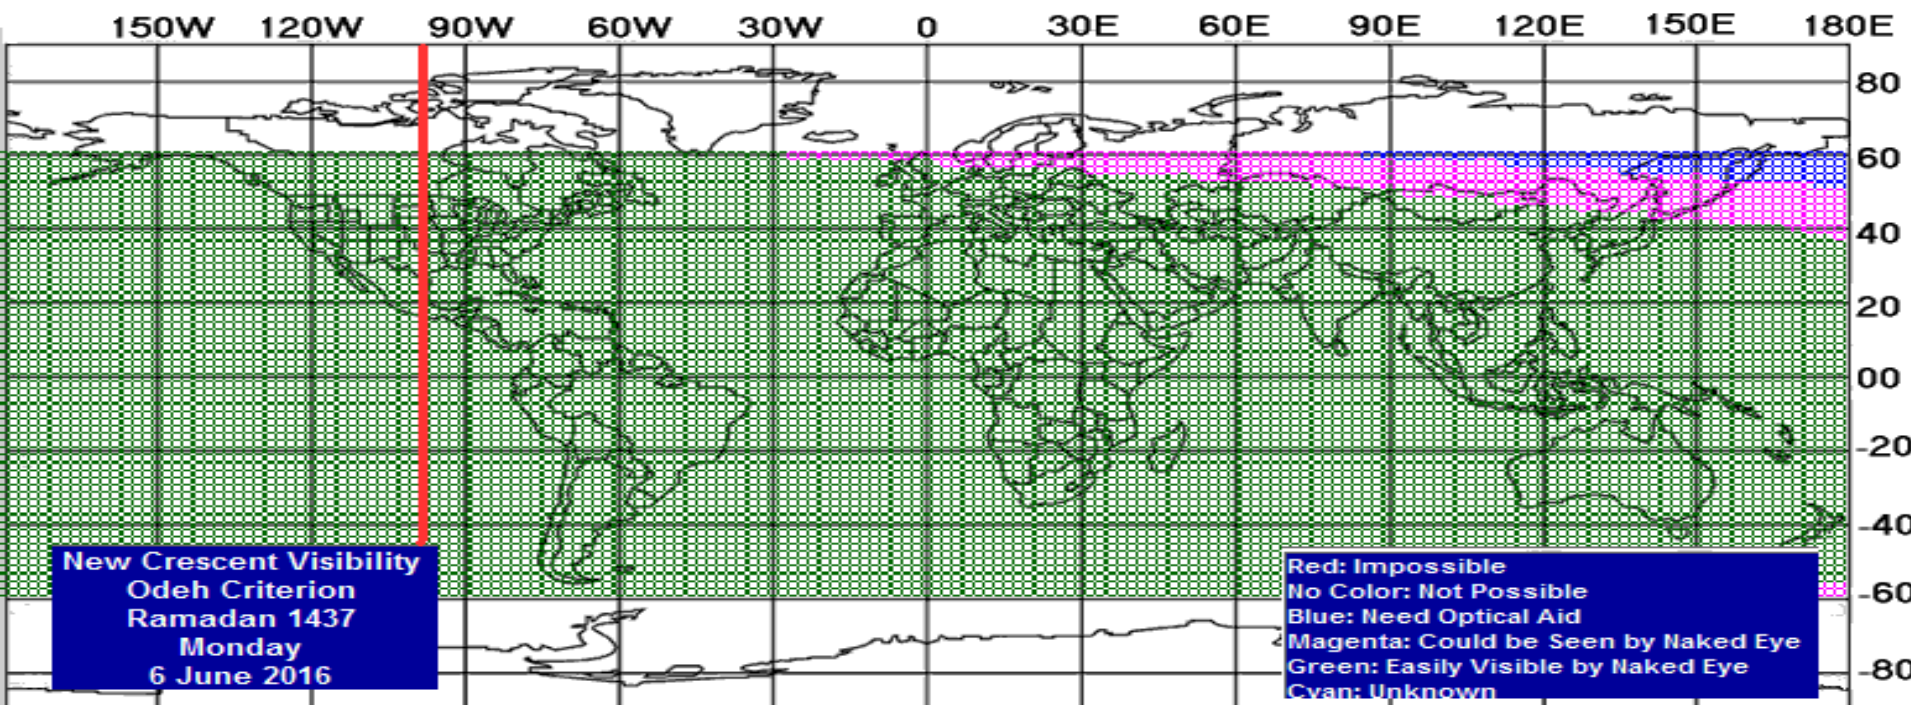 150W 120W 90W 60W 30W 0 30E 60E 90E 120E 150E 180E
80
60
40
20
00
-20
-40
-60
-80
New Crescent Visibility
Odeh Criterion
Ramadan 1437
Monday
6 June 2016
Red: Impossible
No Color: Not Possible
Blue: Need Optical Aid
Magenta: Could be Seen by Naked Eye
Green: Easily Visible by Naked Eye
Cyan: Unknown